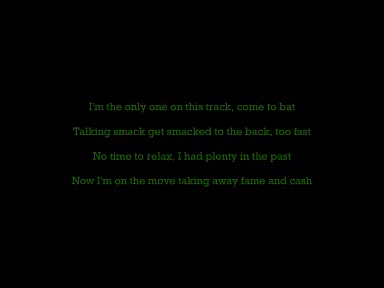 I'm the only one on this track, come to bat
Talking smack get smacked to the back, too fast
No time to relax, I had plenty in the past
Now I'm on the move taking away fame and cash